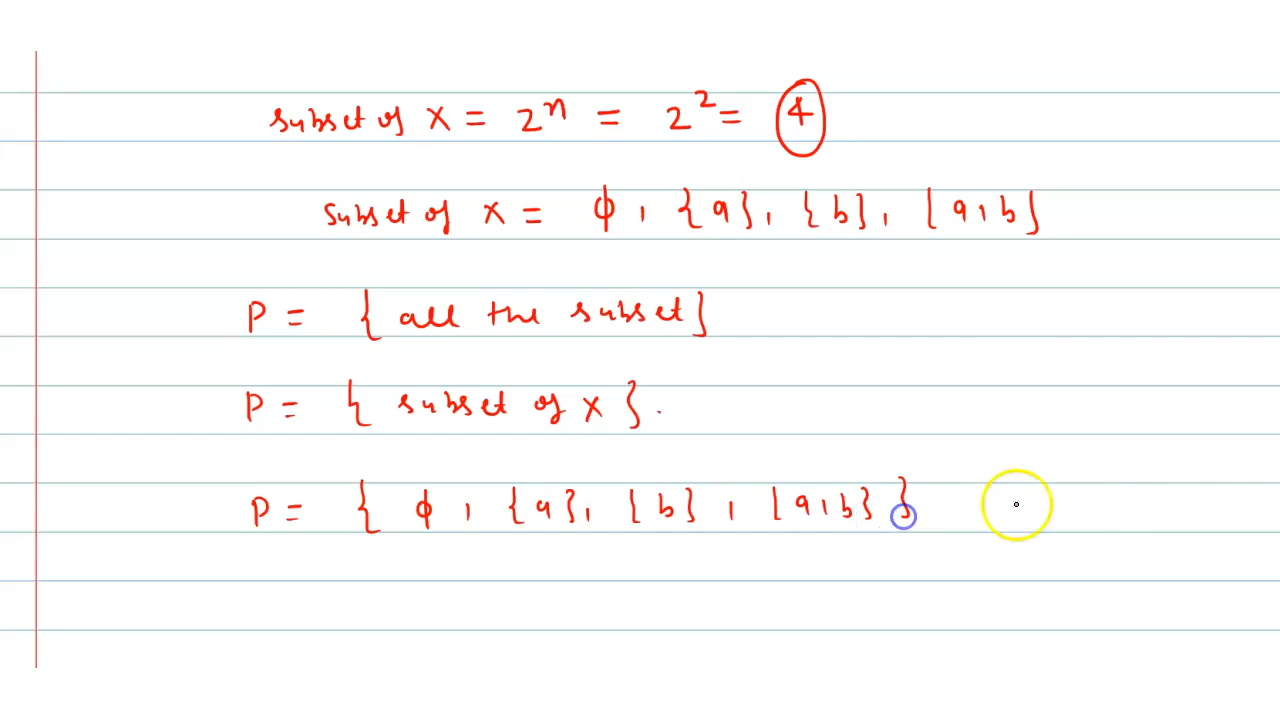 subset of X = 2ⁿ = 2² = 4
subset of X = ϕ, {a}, {b}, {a,b}
P = {all the subset}
P = {subset of X}.
P = {ϕ, {a}, {b}, {a,b}}